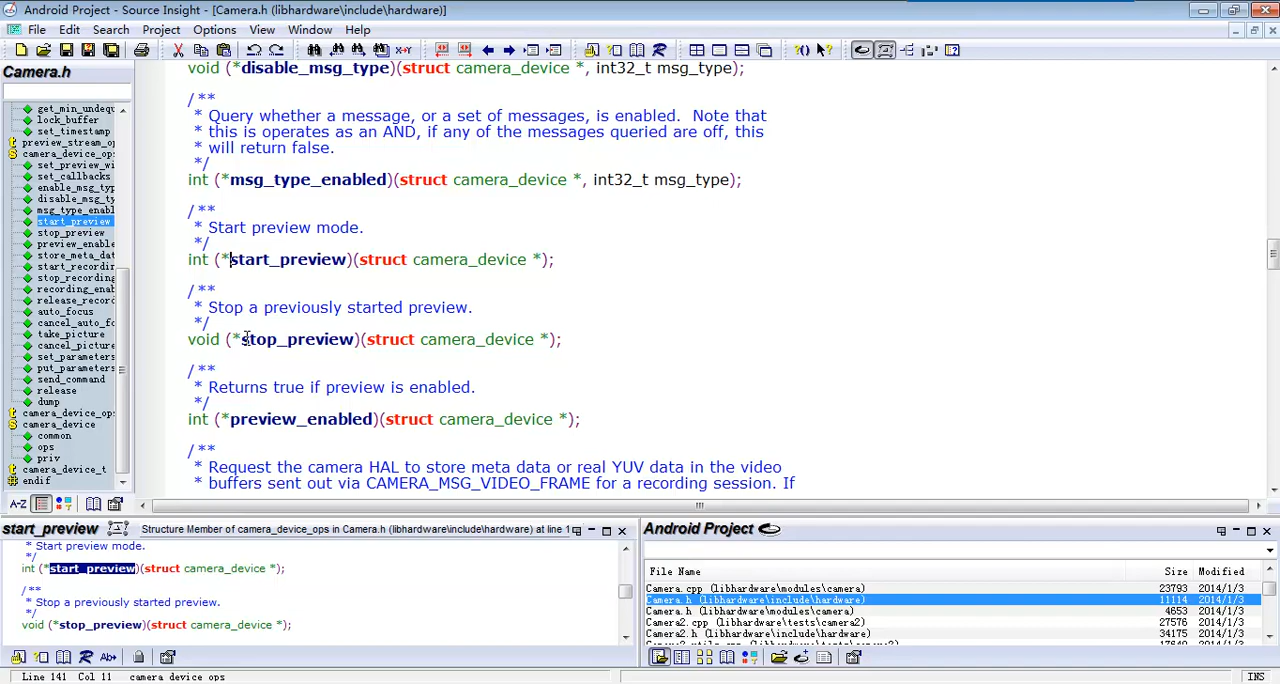 Android Project - Source Insight - [Camera.h (libhardware\include\hardware)]
File Edit Search Project Options View Window Help
Camera.h
get_min_undequ
lock_buffer
set_timestamp
preview_stream_op
camera_device_op
set_preview_wi
set_callbacks
enable_msg_typ
disable_msg_ty
msg_type_enabl
start_preview
stop_preview
preview_enable
store_meta_dat
start_recordin
stop_recording
recording_enab
release_record
auto_focus
cancel_auto_fo
take_picture
cancel_picture
set_parameters
put_parameters
send_command
release
dump
camera_device_op
camera_device
common
ops
priv
camera_device_t
endif
A-Z
void (*disable_msg_type)(struct camera_device *, int32_t msg_type);
/**
* Query whether a message, or a set of messages, is enabled.  Note that
* this is operates as an AND, if any of the messages queried are off, this
* will return false.
*/
int (*msg_type_enabled)(struct camera_device *, int32_t msg_type);
/**
* Start preview mode.
*/
int (*start_preview)(struct camera_device *);
/**
* Stop a previously started preview.
*/
void (*stop_preview)(struct camera_device *);
/**
* Returns true if preview is enabled.
*/
int (*preview_enabled)(struct camera_device *);
/**
* Request the camera HAL to store meta data or real YUV data in the video
* buffers sent out via CAMERA_MSG_VIDEO_FRAME for a recording session. If
start_preview Structure Member of camera_device_ops in Camera.h (libhardware\include\hardware) at line 1
* Start preview mode.
*/
int (*start_preview)(struct camera_device *);
/**
* Stop a previously started preview.
*/
void (*stop_preview)(struct camera_device *);
Android Project
File Name Size Modified
Camera.cpp (libhardware\modules\camera) 23793 2014/1/3
Camera.h (libhardware\include\hardware) 11114 2014/1/3
Camera.h (libhardware\modules\camera) 4653 2014/1/3
Camera2.cpp (libhardware\tests\camera2) 27576 2014/1/3
Camera2.h (libhardware\include\hardware) 34175 2014/1/3
Line 141 Col 11 camera_device_ops INS